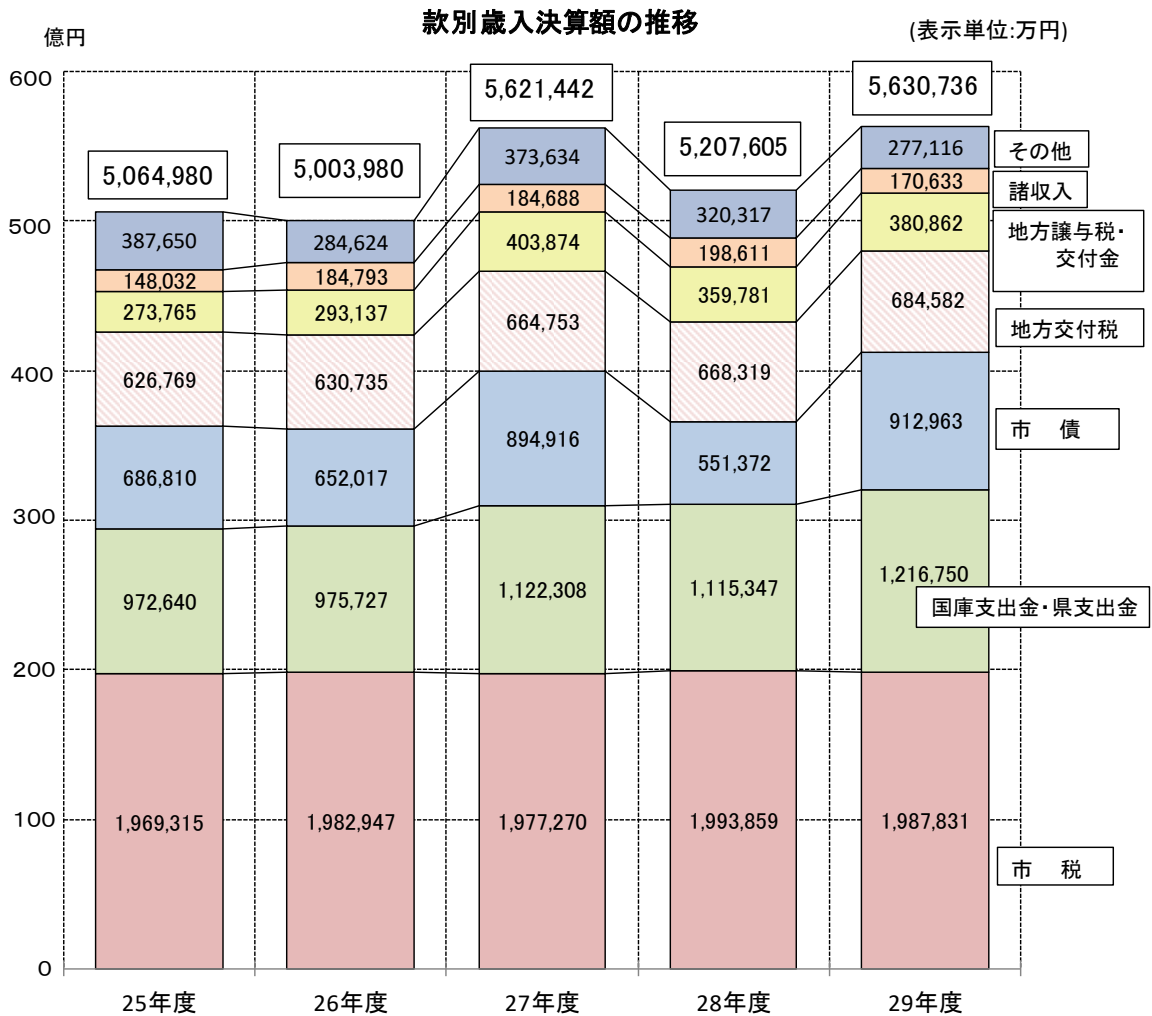 款別歳入決算額の推移
億円
(表示単位:万円)
600
500
400
300
200
100
0
5,064,980
5,003,980
5,621,442
5,207,605
5,630,736
387,650
284,624
373,634
320,317
277,116
その他
148,032
184,793
184,688
198,611
170,633
諸収入
273,765
293,137
403,874
359,781
380,862
地方譲与税・
交付金
626,769
630,735
664,753
668,319
684,582
地方交付税
686,810
652,017
894,916
551,372
912,963
市 債
972,640
975,727
1,122,308
1,115,347
1,216,750
国庫支出金・県支出金
1,969,315
1,982,947
1,977,270
1,993,859
1,987,831
市 税
25年度
26年度
27年度
28年度
29年度